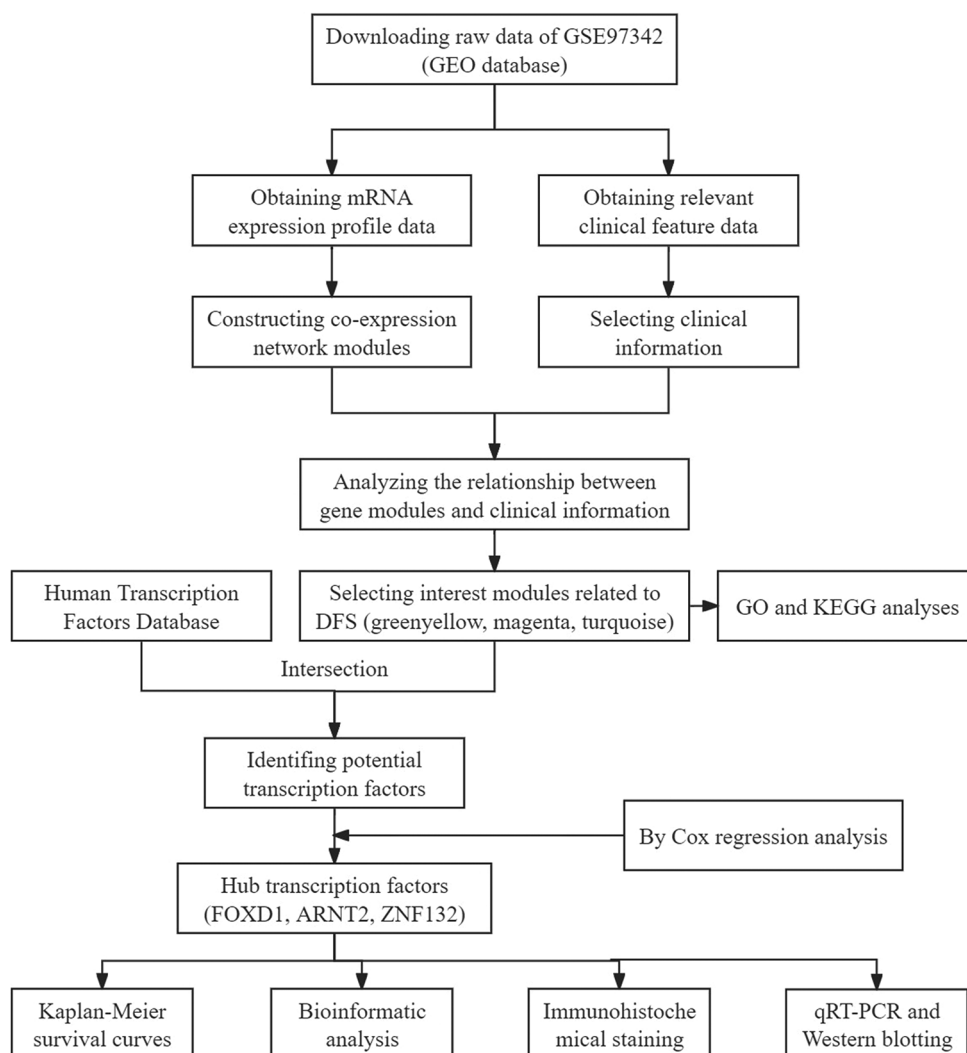 Downloading raw data of GSE97342
(GEO database)
Obtaining mRNA
expression profile data
Obtaining relevant
clinical feature data
Constructing co-expression
network modules
Selecting clinical
information
Analyzing the relationship between
gene modules and clinical information
Human Transcription
Factors Database
Selecting interest modules related to
DFS (greenyellow, magenta, turquoise)
GO and KEGG analyses
Intersection
Identifing potential
transcription factors
By Cox regression analysis
Hub transcription factors
(FOXD1, ARNT2, ZNF132)
Kaplan-Meier
survival curves
Bioinformatic
analysis
Immunohistoche
mical staining
qRT-PCR and
Western blotting